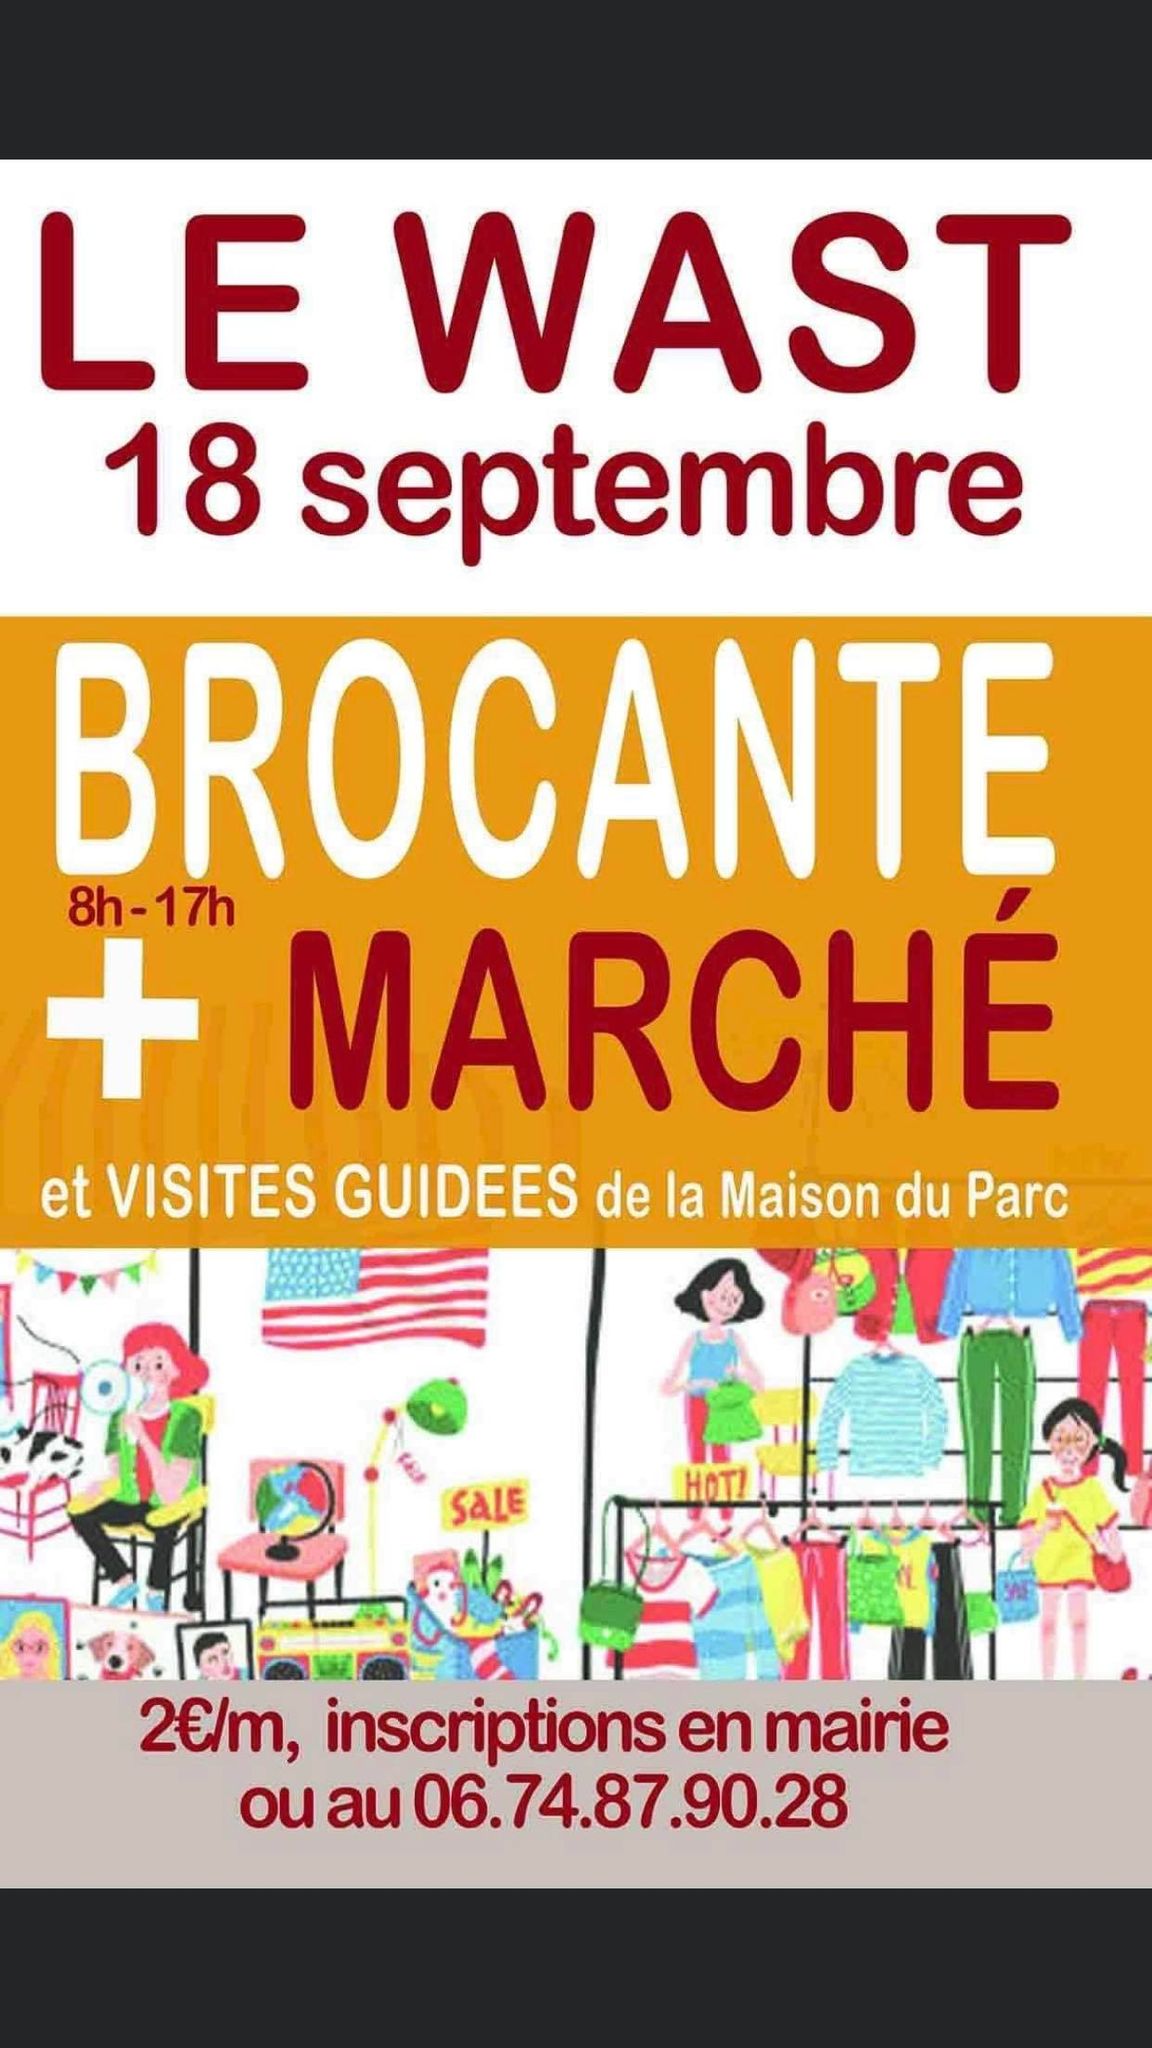 LE WAST
18 septembre
BROCANTE
8h - 17h
+ MARCHÉ
et VISITES GUIDEES de la Maison du Parc
SALE
HOT!
2€/m, inscriptions en mairie
ou au 06.74.87.90.28